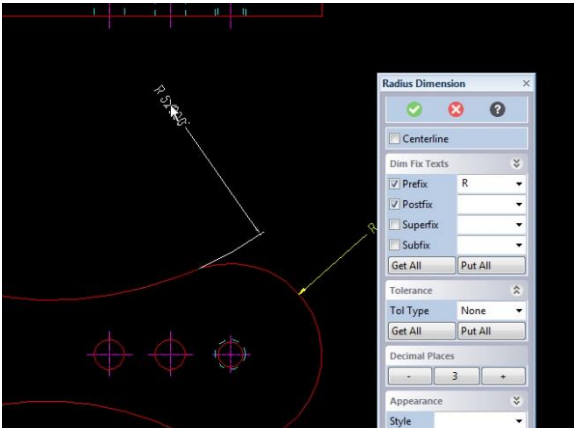 Radius Dimension
Centerline
Dim Fix Texts
Prefix R
Postfix
Superfix
Subfix
Get All Put All
Tolerance
Tol Type None
Get All Put All
Decimal Places
- 3 +
Appearance
Style
R